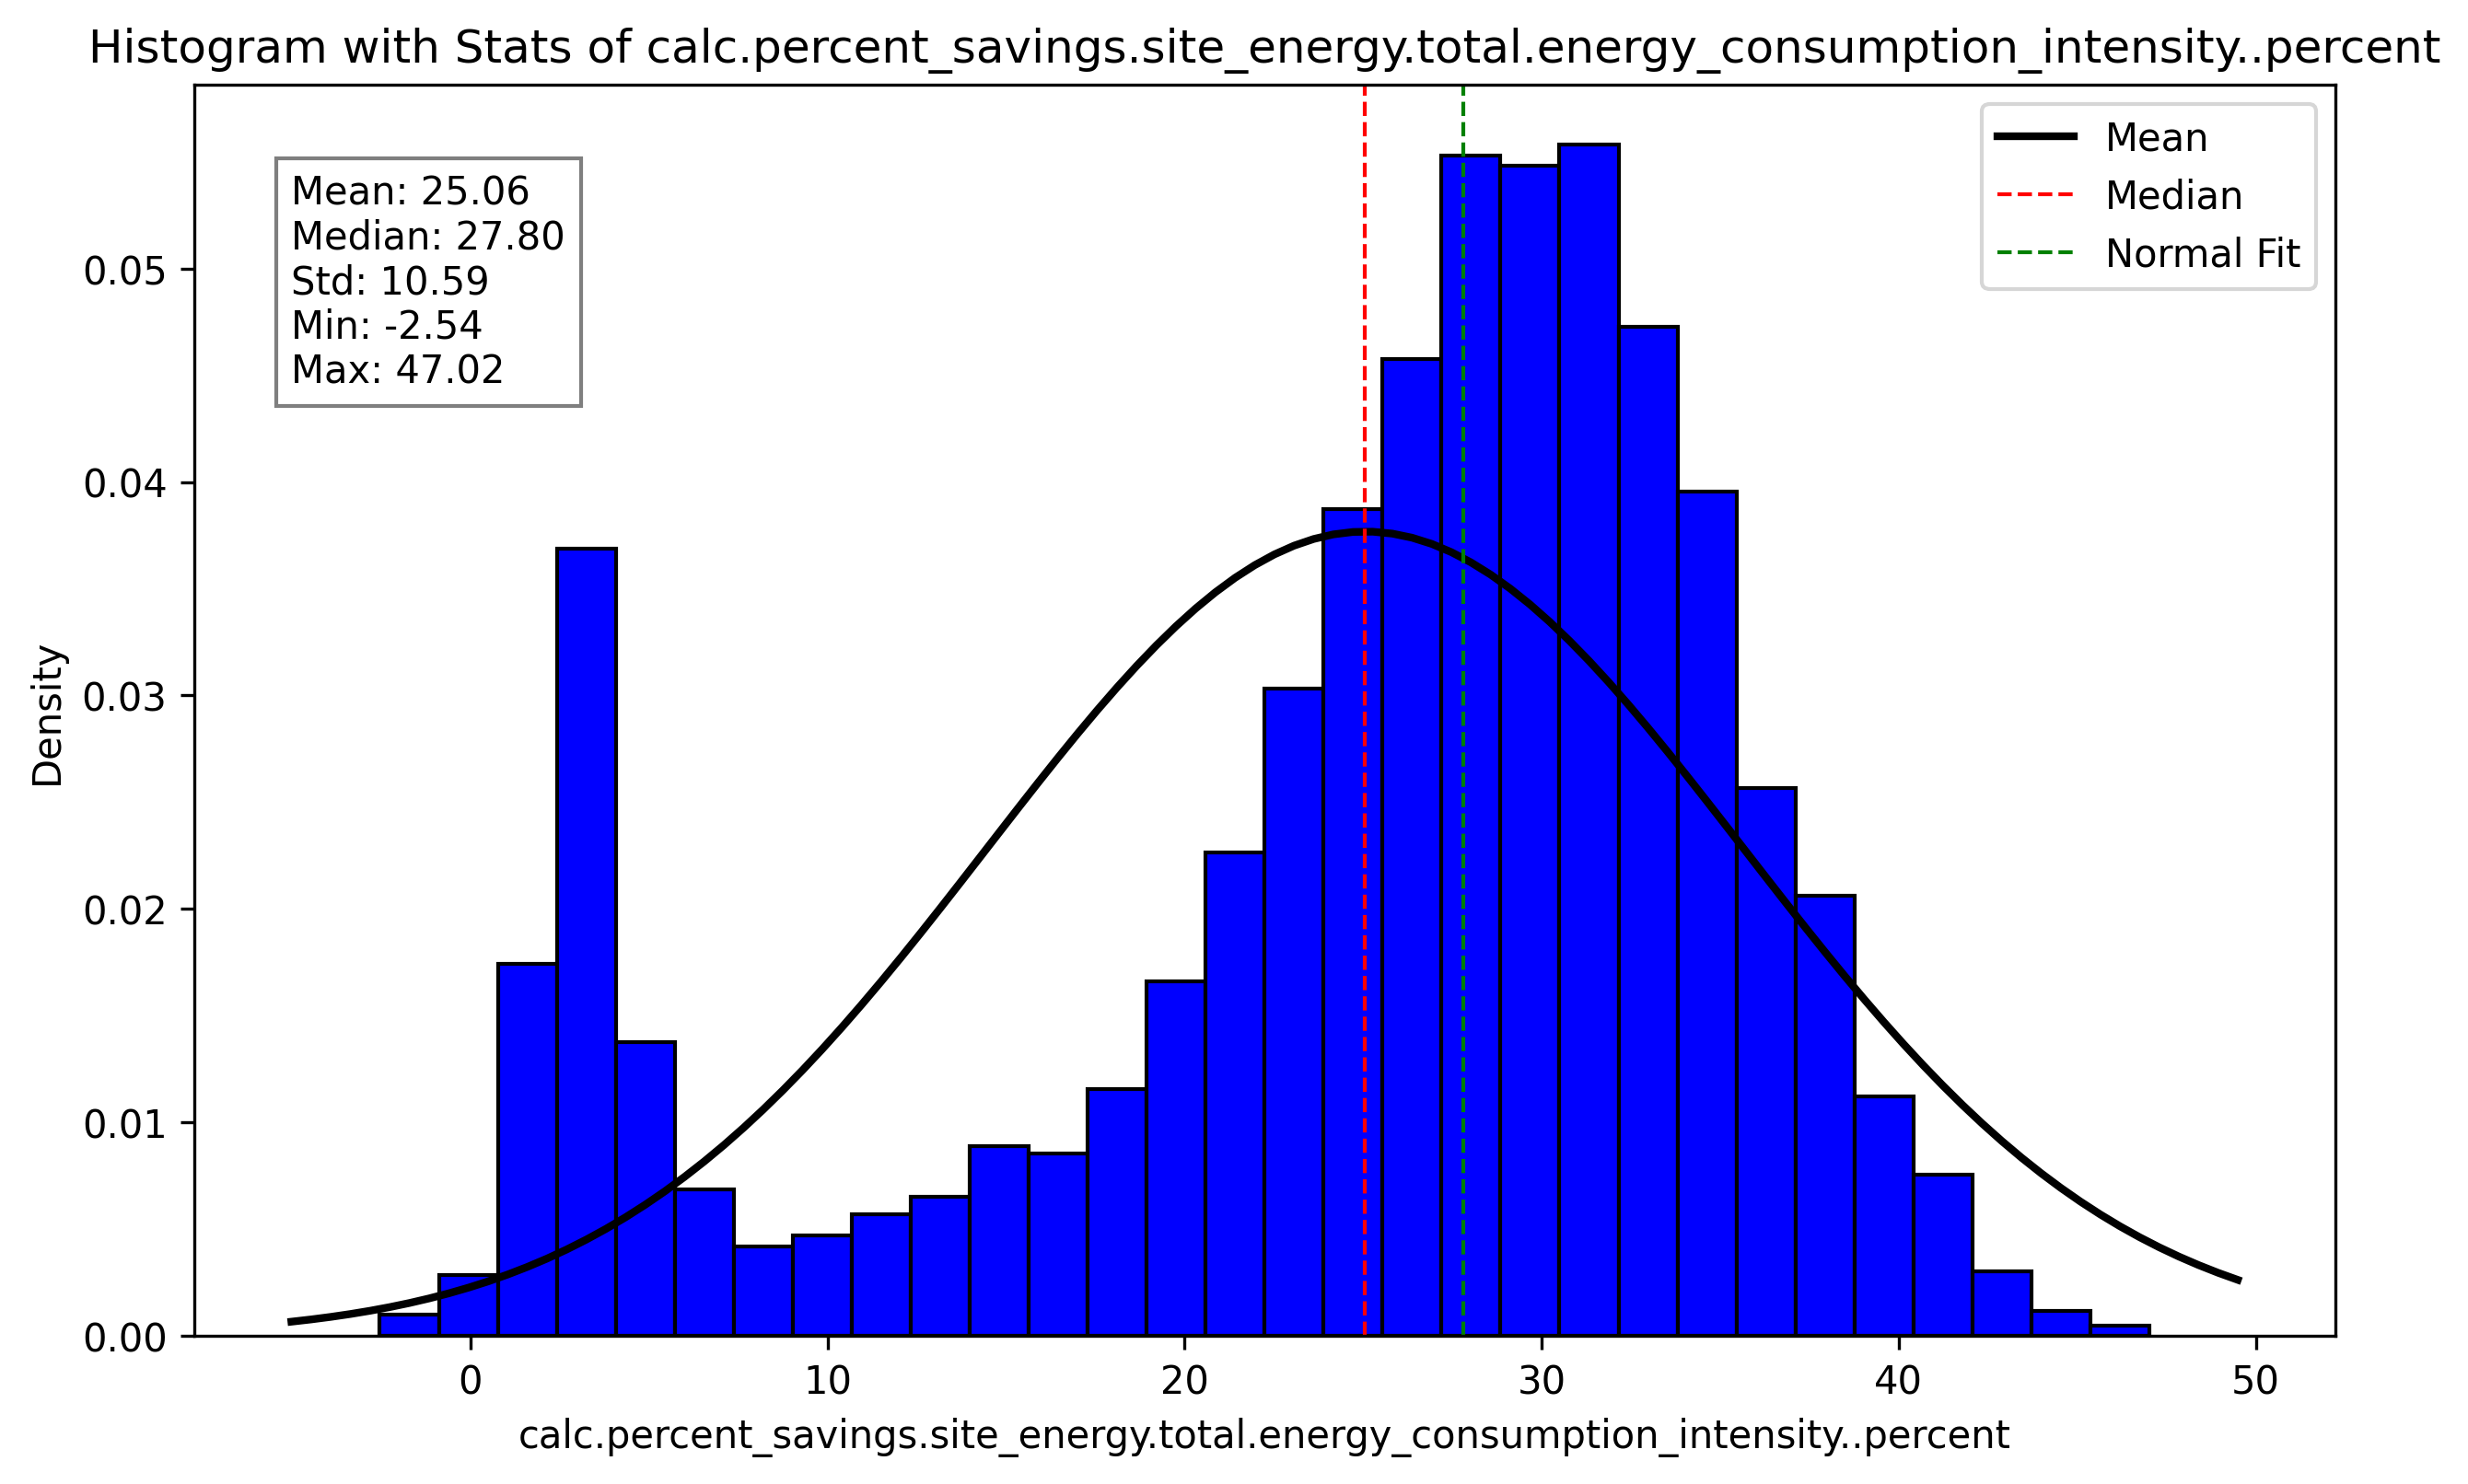 Histogram with Stats of calc.percent_savings.site_energy.total.energy_consumption_intensity..percent
Mean: 25.06
Median: 27.80
Std: 10.59
Min: -2.54
Max: 47.02
Mean
Median
Normal Fit
Density
0.05
0.04
0.03
0.02
0.01
0.00
0 10 20 30 40 50
calc.percent_savings.site_energy.total.energy_consumption_intensity..percent